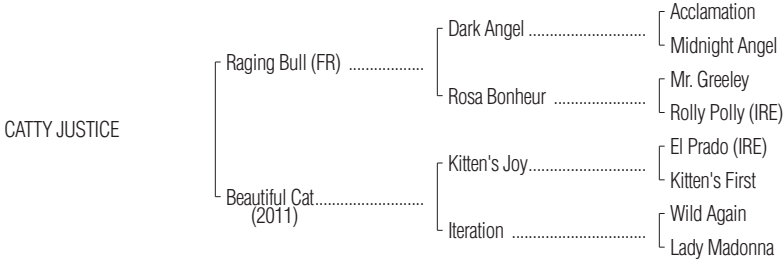 Acclamation
Dark Angel ............................
Midnight Angel
Raging Bull (FR) ..................
Mr. Greeley
Rosa Bonheur ......................
Rolly Polly (IRE)
CATTY JUSTICE
El Prado (IRE)
Kitten's Joy............................
Kitten's First
Beautiful Cat..........................
(2011)
Wild Again
Iteration ................................
Lady Madonna